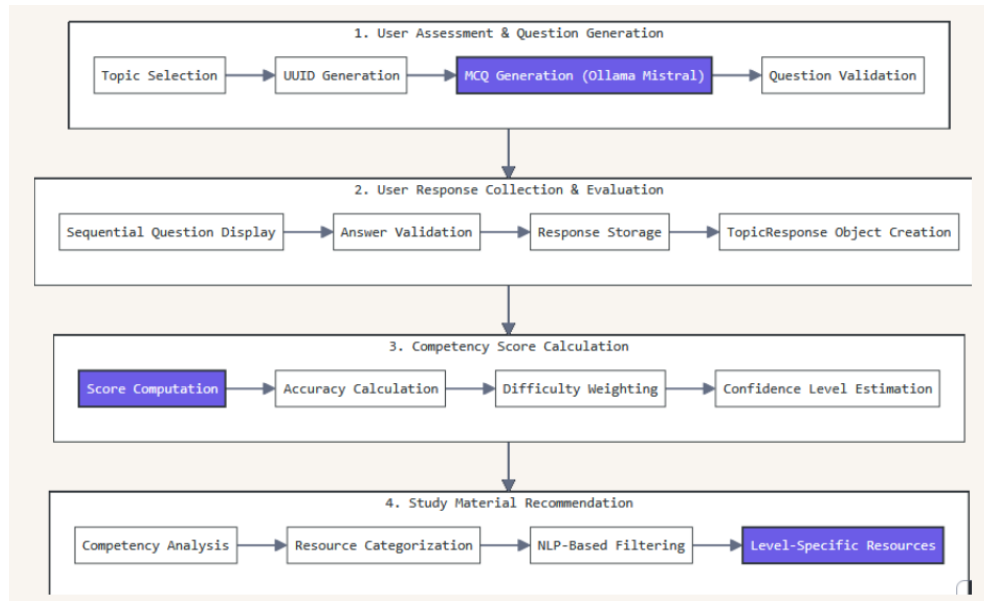 1. User Assessment & Question Generation
Topic Selection
UUID Generation
MCQ Generation (Ollama Mistral)
Question Validation
2. User Response Collection & Evaluation
Sequential Question Display
Answer Validation
Response Storage
TopicResponse Object Creation
3. Competency Score Calculation
Score Computation
Accuracy Calculation
Difficulty Weighting
Confidence Level Estimation
4. Study Material Recommendation
Competency Analysis
Resource Categorization
NLP-Based Filtering
Level-Specific Resources